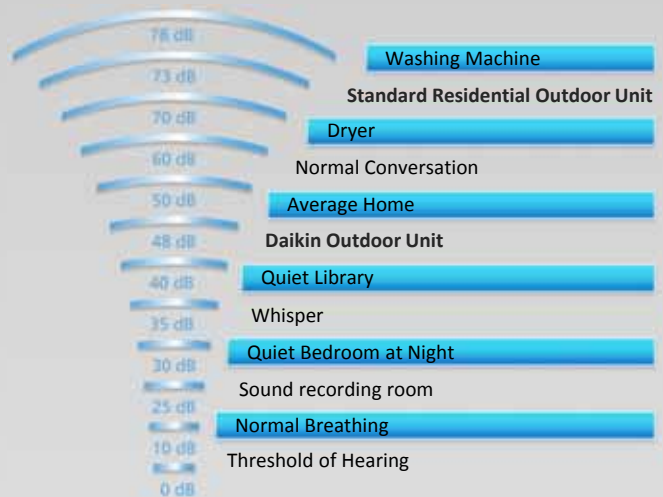 78 dB
Washing Machine
73 dB
Standard Residential Outdoor Unit
70 dB
Dryer
60 dB
Normal Conversation
50 dB
Average Home
48 dB
Daikin Outdoor Unit
40 dB
Quiet Library
35 dB
Whisper
30 dB
Quiet Bedroom at Night
25 dB
Sound recording room
10 dB
Normal Breathing
0 dB
Threshold of Hearing